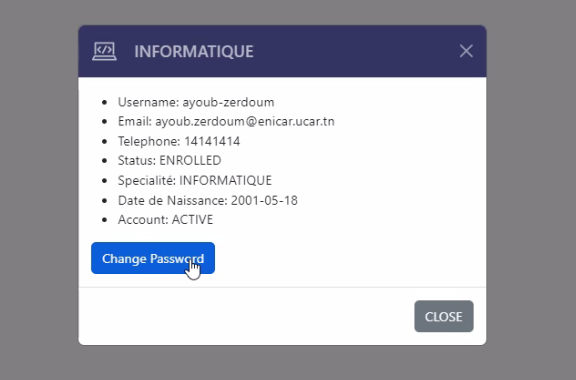 INFORMATIQUE
Username: ayoub-zerdoum
Email: ayoub.zerdoum@enicar.ucar.tn
Telephone: 14141414
Status: ENROLLED
Specialité: INFORMATIQUE
Date de Naissance: 2001-05-18
Account: ACTIVE
Change Password
CLOSE